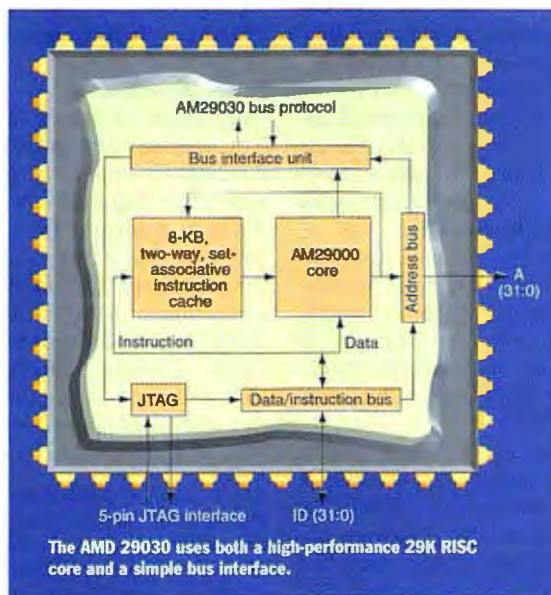 AM29030 bus protocol
Bus interface unit
8-KB,
two-way, set-
associative
instruction
cache
AM29000
core
Address bus
A
(31:0)
Instruction
Data
JTAG
Data/instruction bus
5-pin JTAG interface
ID (31:0)
The AMD 29030 uses both a high-performance 29K RISC
core and a simple bus interface.